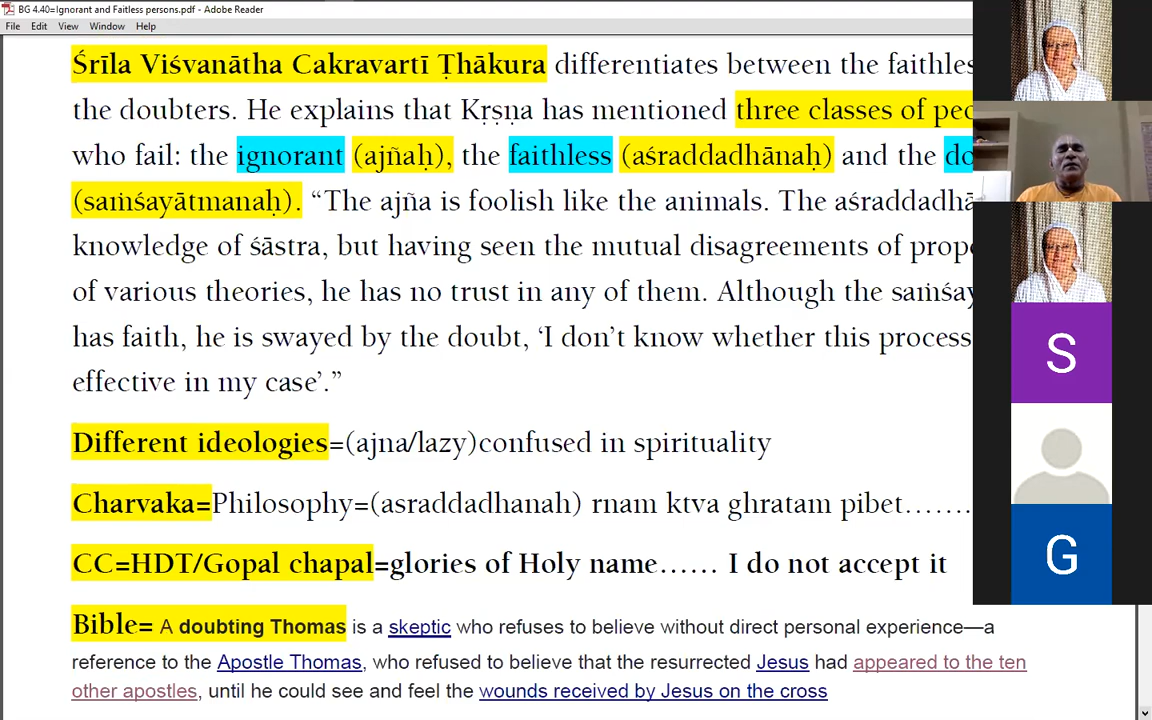 BG 4.40=Ignorant and Faitless persons.pdf - Adobe Reader
File Edit View Window Help
Śrīla Viśvanātha Cakravartī Ṭhākura differentiates between the faithles
the doubters. He explains that Kṛṣṇa has mentioned three classes of peo
who fail: the ignorant (ajñaḥ), the faithless (aśraddadhānaḥ) and the do
(saṁśayātmanaḥ). “The ajña is foolish like the animals. The aśraddadhā
knowledge of śāstra, but having seen the mutual disagreements of prop
of various theories, he has no trust in any of them. Although the saṁśay
has faith, he is swayed by the doubt, ‘I don’t know whether this process
effective in my case’.”
Different ideologies=(ajna/lazy)confused in spirituality
Charvaka=Philosophy=(asraddadhanah) rnam ktva ghratam pibet…….
CC=HDT/Gopal chapal=glories of Holy name…… I do not accept it
Bible= A doubting Thomas is a skeptic who refuses to believe without direct personal experience—a
reference to the Apostle Thomas, who refused to believe that the resurrected Jesus had appeared to the ten
other apostles, until he could see and feel the wounds received by Jesus on the cross
S
G